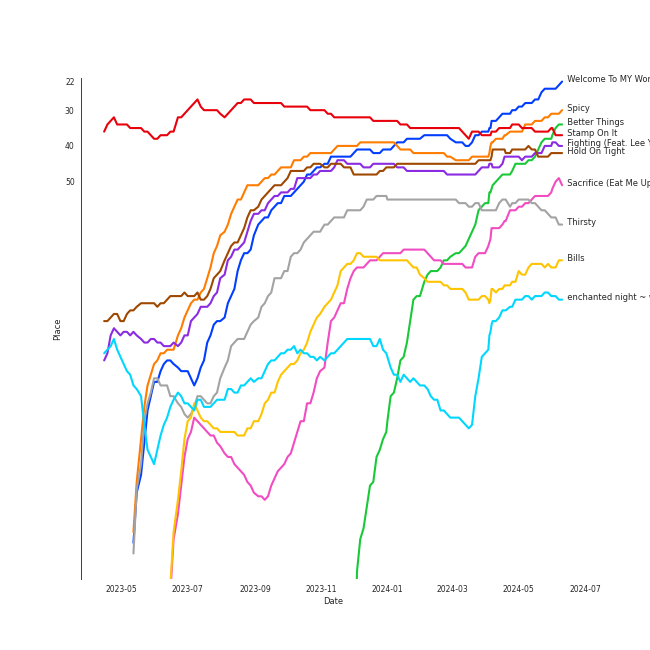 22
30
40
50
Place
Welcome To MY
Spicy
Better Things
Stamp On It
Fighting (Feat. Lee
Hold On Tight
Sacrifice (Eat Me Up
Thirsty
Bills
enchanted night ~
2023-05
2023-07
2023-09
2023-11
2024-01
2024-03
2024-05
2024-07
Date